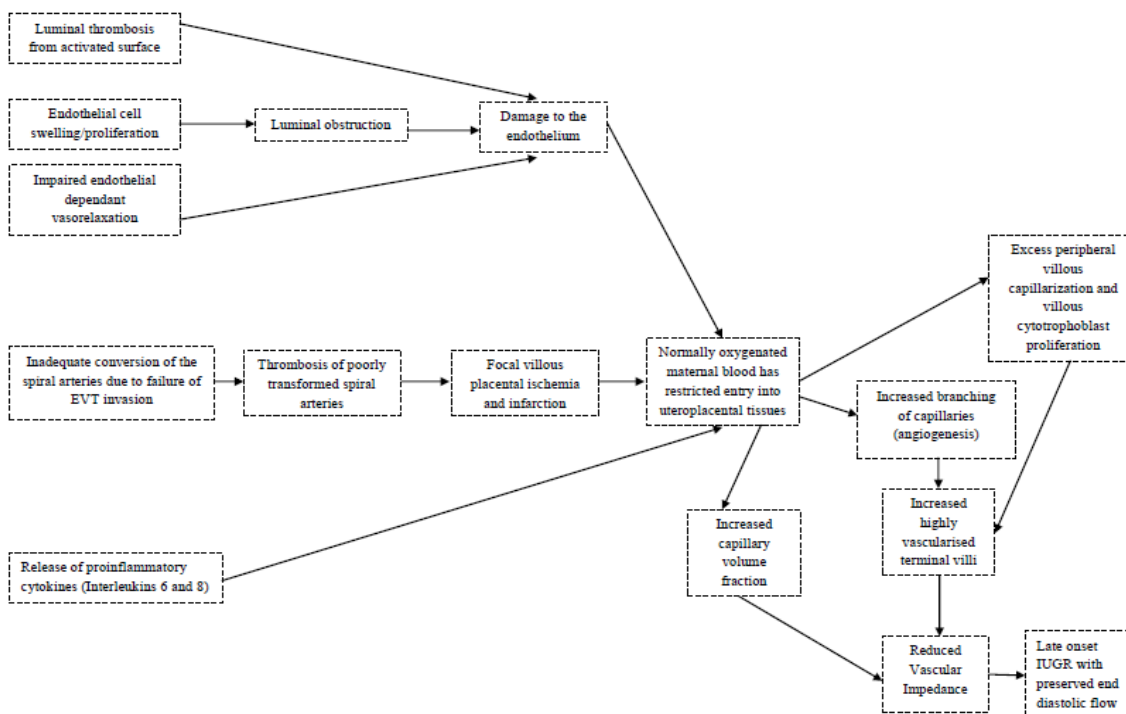 Luminal thrombosis
from activated surface
Endothelial cell
swelling/proliferation
Luminal obstruction
Damage to the
endothelium
Impaired endothelial
dependant
vasorelaxation
Excess peripheral
villous
capillarization and
villous
cytotrophoblast
proliferation
Inadequate conversion of the
spiral arteries due to failure of
EVT invasion
Thrombosis of poorly
transformed spiral
arteries
Focal villous
placental ischemia
and infarction
Normally oxygenated
maternal blood has
restricted entry into
uteroplacental tissues
Increased branching
of capillaries
(angiogenesis)
Release of proinflammatory
cytokines (Interleukins 6 and 8)
Increased
capillary
volume
fraction
Increased
highly
vascularised
terminal villi
Reduced
Vascular
Impedance
Late onset
IUGR with
preserved end
diastolic flow